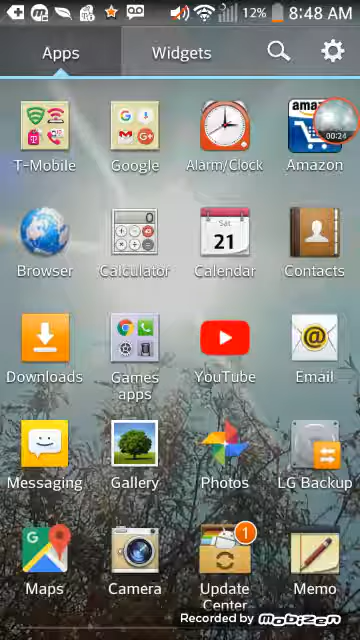 12% 8:48 AM
Apps Widgets
amaz
00:24
T-Mobile Google Alarm/Clock Amazon
0
Sat
21
Browser Calculator Calendar Contacts
Downloads Games apps YouTube Email
Messaging Gallery Photos LG Backup
1
Maps Camera Update Center Memo
Recorded by Mobizen